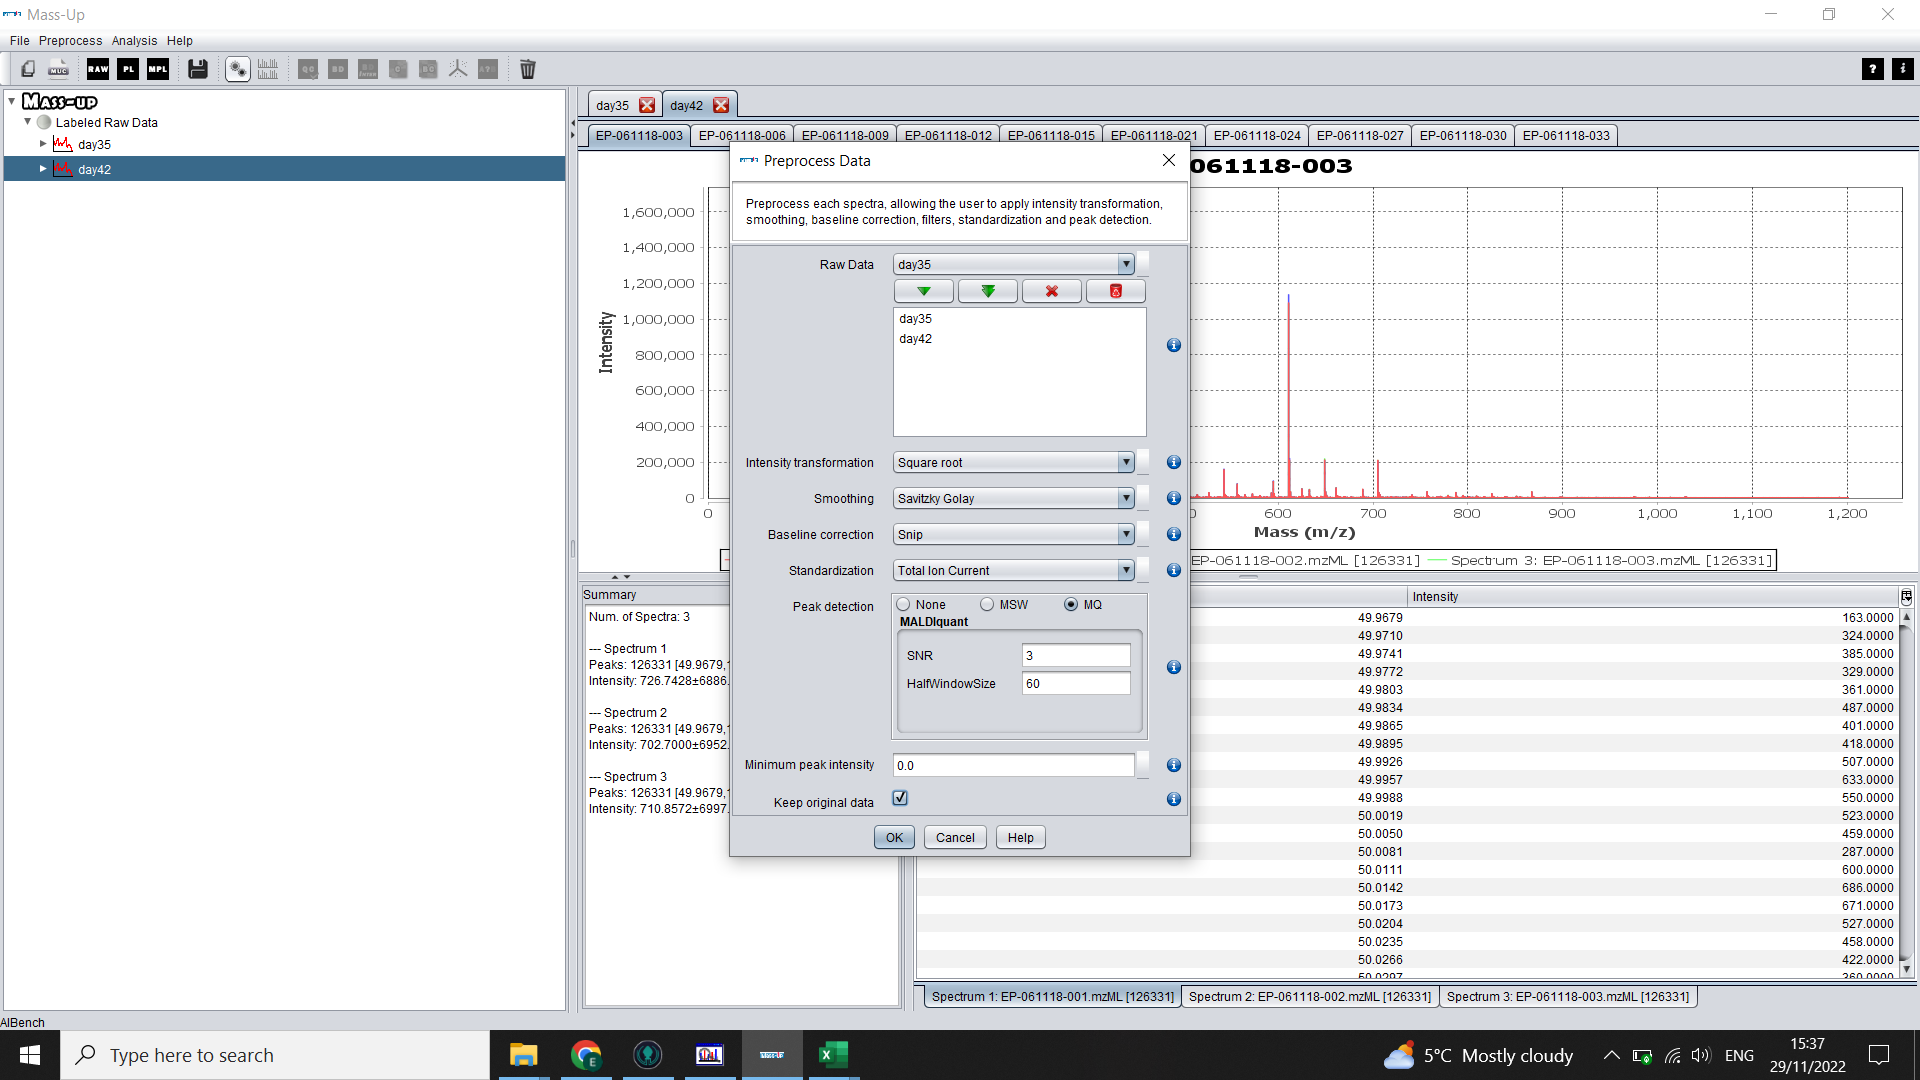 Mass-Up
File Preprocess Analysis Help
MUC RAW PL MPL QC BD BD Inter C BC ? i
MASS-UP
Labeled Raw Data
day35
day42
AIBench
day35 day42
EP-061118-003 EP-061118-006 EP-061118-009 EP-061118-012 EP-061118-015 EP-061118-021 EP-061118-024 EP-061118-027 EP-061118-030 EP-061118-033
061118-003
Intensity
1,600,000
1,400,000
1,200,000
1,000,000
800,000
600,000
400,000
200,000
0
0 0 600 700 800 900 1,000 1,100 1,200
Mass (m/z)
EP-061118-002.mzML [126331] Spectrum 3: EP-061118-003.mzML [126331]
Preprocess Data
Preprocess each spectra, allowing the user to apply intensity transformation,
smoothing, baseline correction, filters, standardization and peak detection.
Raw Data day35
day35
day42
Intensity transformation Square root
Smoothing Savitzky Golay
Baseline correction Snip
Standardization Total Ion Current
Peak detection None MSW MQ
MALDIquant
SNR 3
HalfWindowSize 60
Minimum peak intensity 0.0
Keep original data
OK Cancel Help
Summary
Num. of Spectra: 3
--- Spectrum 1
Peaks: 126331 [49.9679,
Intensity: 726.7428±6886.
--- Spectrum 2
Peaks: 126331 [49.9679,
Intensity: 702.7000±6952.
--- Spectrum 3
Peaks: 126331 [49.9679,
Intensity: 710.8572±6997.
Intensity
49.9679 163.0000
49.9710 324.0000
49.9741 385.0000
49.9772 329.0000
49.9803 361.0000
49.9834 487.0000
49.9865 401.0000
49.9895 418.0000
49.9926 507.0000
49.9957 633.0000
49.9988 550.0000
50.0019 523.0000
50.0050 459.0000
50.0081 287.0000
50.0111 600.0000
50.0142 686.0000
50.0173 671.0000
50.0204 527.0000
50.0235 458.0000
50.0266 422.0000
50.0297 360.0000
Spectrum 1: EP-061118-001.mzML [126331] Spectrum 2: EP-061118-002.mzML [126331] Spectrum 3: EP-061118-003.mzML [126331]
Type here to search
5°C Mostly cloudy
ENG
15:37
29/11/2022